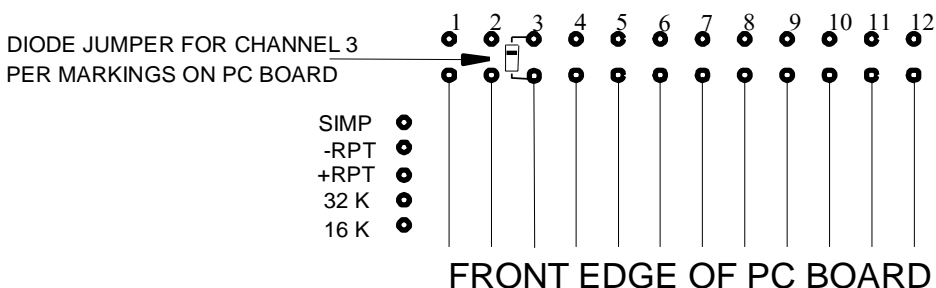 1 2 3 4 5 6 7 8 9 10 11 12
DIODE JUMPER FOR CHANNEL 3
PER MARKINGS ON PC BOARD
SIMP
-RPT
+RPT
32 K
16 K
FRONT EDGE OF PC BOARD